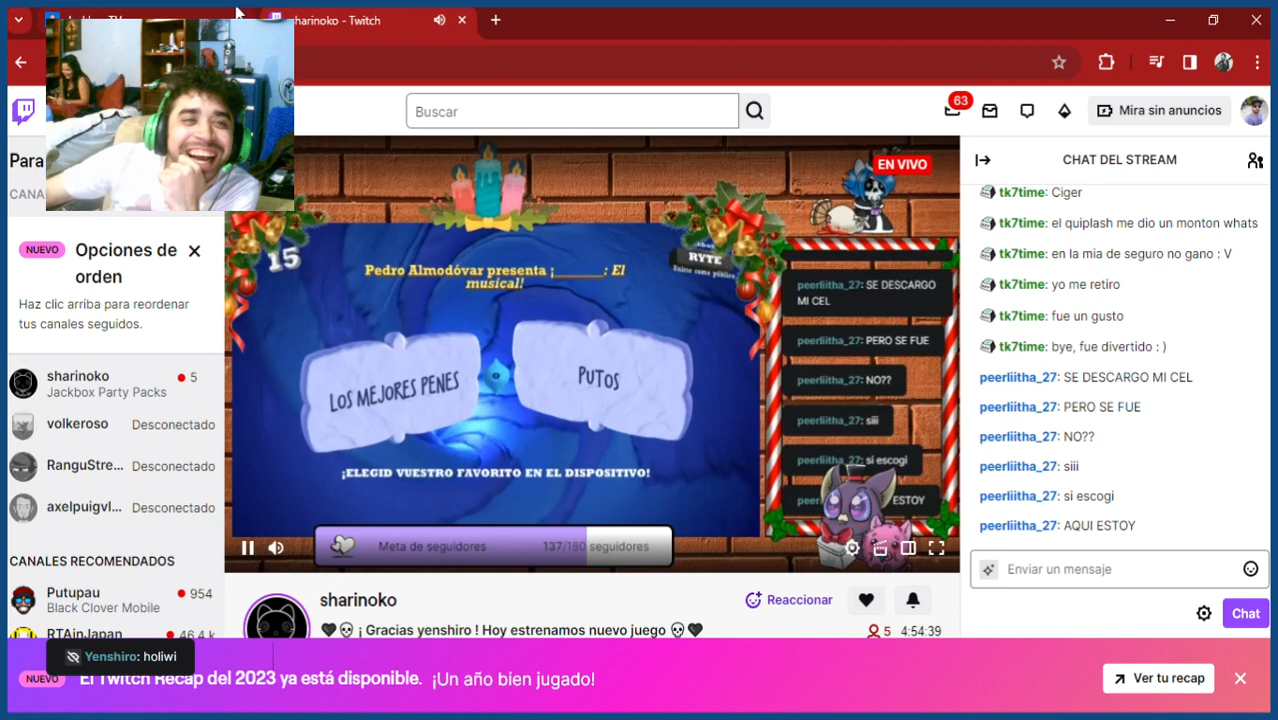 sharinoko - Twitch
Buscar
63
Mira sin anuncios
Para
CANA
NUEVO
Opciones de
orden
Haz clic arriba para reordenar
tus canales seguidos.
sharinoko
5
Jackbox Party Packs
volkeroso
Desconectado
RanguStre...
Desconectado
axelpuigvl...
Desconectado
CANALES RECOMENDADOS
Putupau
954
Black Clover Mobile
RTAinJapan
46,4 k
EN VIVO
15
RYTE
Pedro Almodóvar presenta ¡______: El
musical!
LOS MEJORES PENES
PUTOS
¡ELEGID VUESTRO FAVORITO EN EL DISPOSITIVO!
Meta de seguidores
137/180 seguidores
peerliitha_27: SE DESCARGO
MI CEL
peerliitha_27: PERO SE FUE
peerliitha_27: NO??
peerliitha_27: siii
peerliitha_27: si escogi
peer
ESTOY
sharinoko
Reaccionar
¡ Gracias yenshiro ! Hoy estrenamos nuevo juego
5
4:54:39
CHAT DEL STREAM
tk7time: Ciger
tk7time: el quiplash me dio un monton whats
tk7time: en la mia de seguro no gano : V
tk7time: yo me retiro
tk7time: fue un gusto
tk7time: bye, fue divertido : )
peerliitha_27: SE DESCARGO MI CEL
peerliitha_27: PERO SE FUE
peerliitha_27: NO??
peerliitha_27: siii
peerliitha_27: si escogi
peerliitha_27: AQUI ESTOY
Enviar un mensaje
Chat
Yenshiro: holiwi
NUEVO
El Twitch Recap del 2023 ya está disponible. ¡Un año bien jugado!
Ver tu recap